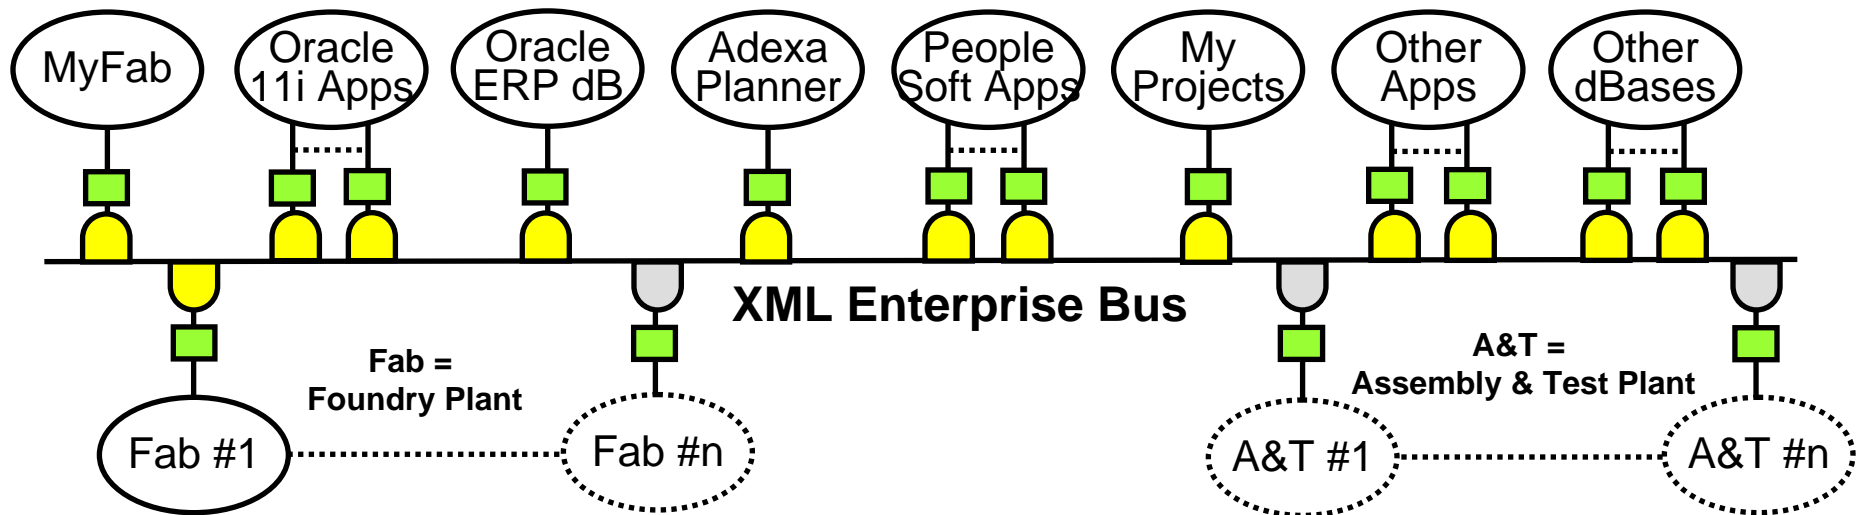 MyFab
Oracle
11i Apps
Oracle
ERP dB
Adexa
Planner
People
Soft Apps
My
Projects
Other
Apps
Other
dBases
XML Enterprise Bus
Fab =
Foundry Plant
A&T =
Assembly & Test Plant
Fab #1
Fab #n
A&T #1
A&T #n